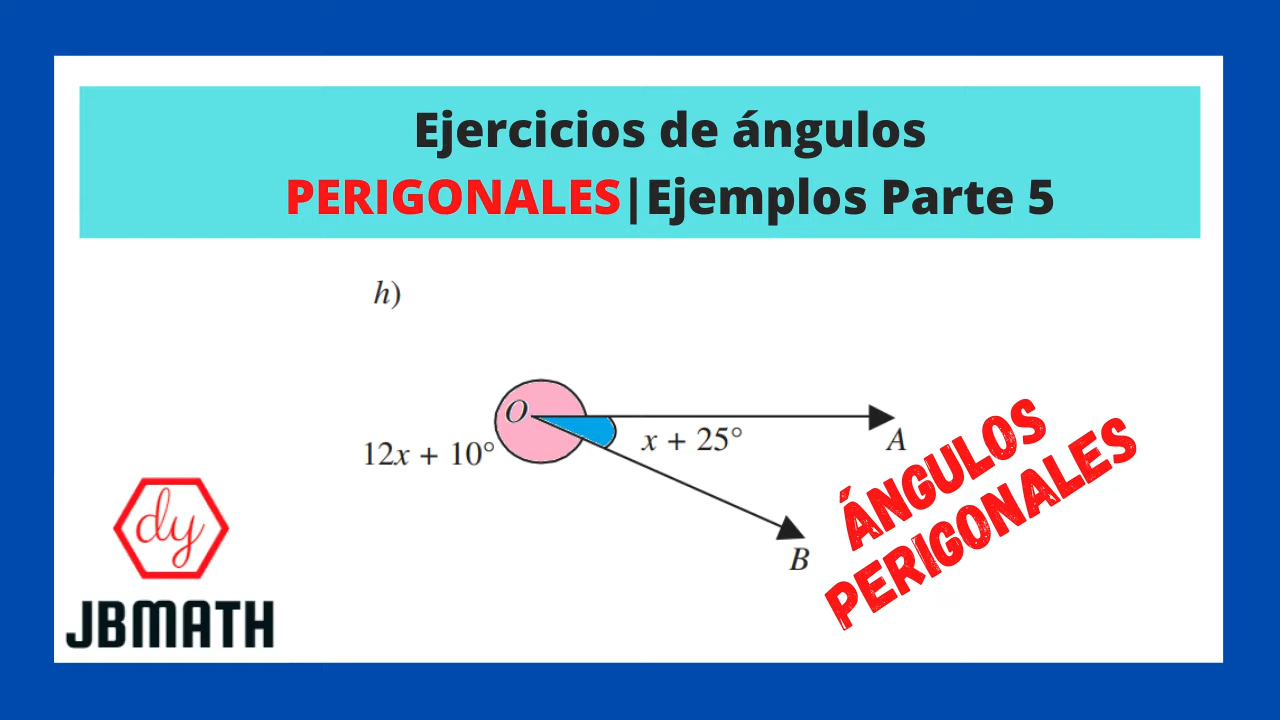 Ejercicios de ángulos
PERIGONALES|Ejemplos Parte 5
h)
O
12x + 10°
x + 25°
A
B
ÁNGULOS
PERIGONALES
dy
JBMATH